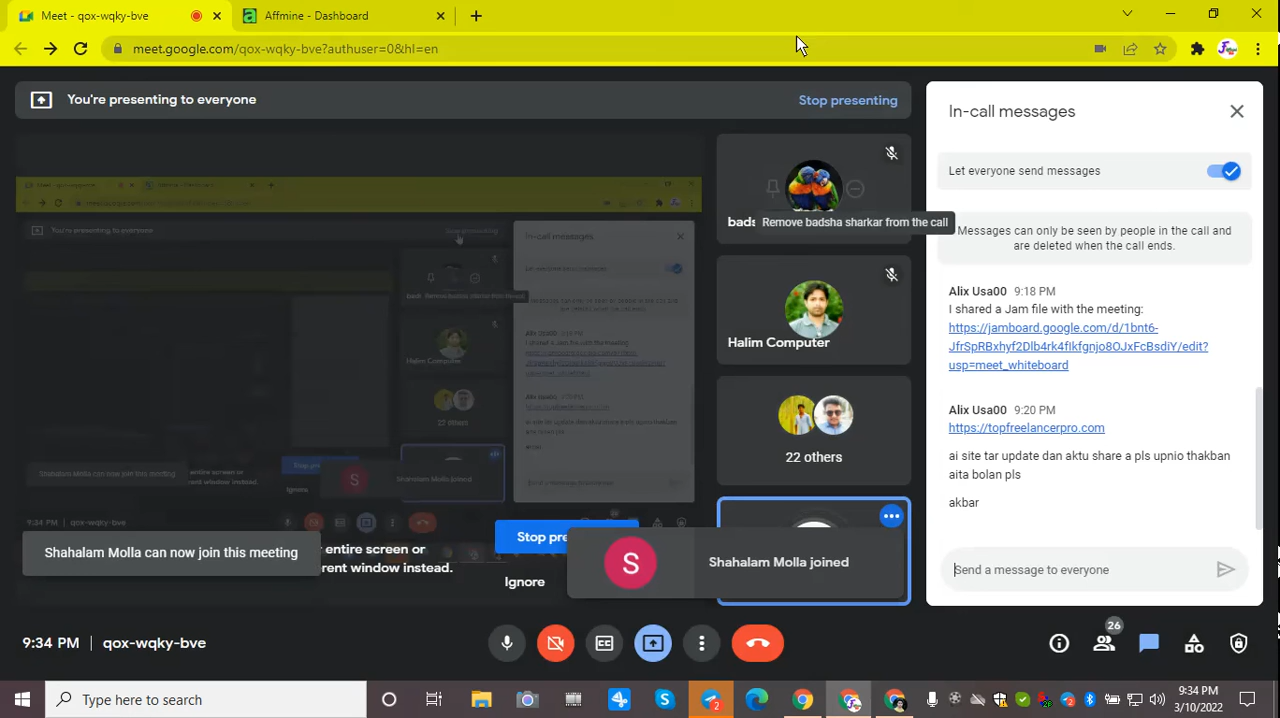 Meet - qox-wqky-bve
Affmine - Dashboard
meet.google.com/qox-wqky-bve?authuser=0&hl=en
You're presenting to everyone
Stop presenting
In-call messages
Let everyone send messages
bads
Remove badsha sharkar from the call
Messages can only be seen by people in the call and
are deleted when the call ends.
Alix Usa00 9:18 PM
I shared a Jam file with the meeting:
https://jamboard.google.com/d/1bnt6-
JfrSpRBxhyf2Dlb4rk4fIkfgnjo8OJxFcBsdiY/edit?
usp=meet_whiteboard
Halim Computer
Alix Usa00 9:20 PM
https://topfreelancerpro.com
ai site tar update dan aktu share a pls upnio thakban
aita bolan pls
akbar
22 others
Shahalam Molla can now join this meeting
entire screen or
rent window instead.
Stop pre
Ignore
S
Shahalam Molla joined
Send a message to everyone
9:34 PM | qox-wqky-bve
26
Type here to search
2
9:34 PM
3/10/2022